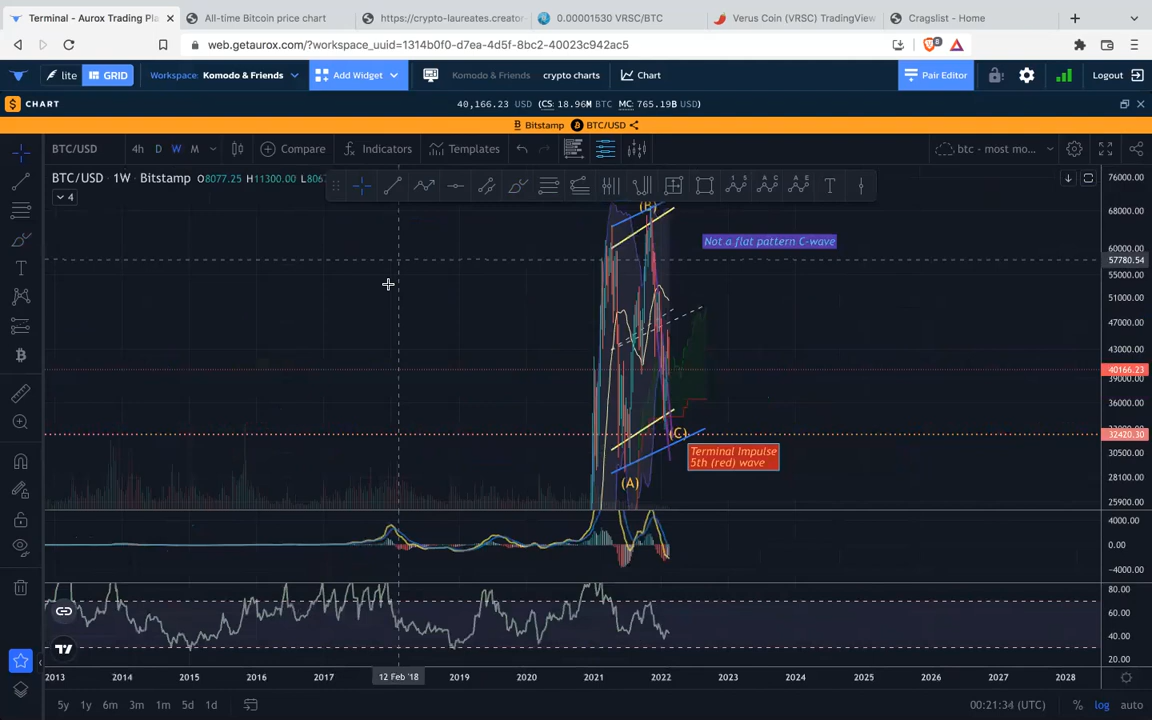 Terminal - Aurox Trading Pla
All-time Bitcoin price chart
https://crypto-laureates.creator
0.00001530 VRSC/BTC
Verus Coin (VRSC) TradingView
Cragslist - Home
web.getaurox.com/?workspace_uuid=1314b0f0-d7ea-4d5f-8bc2-40023c942ac5
8
lite
GRID
Workspace: Komodo & Friends
Add Widget
Komodo & Friends
crypto charts
Chart
Pair Editor
Logout
CHART
40,166.23 USD (CS: 18.96M BTC MC: 765.19B USD)
Bitstamp
BTC/USD
BTC/USD
4h
D
W
M
Compare
Indicators
Templates
btc - most mo...
BTC/USD · 1W · Bitstamp O8077.25 H11300.00 L806
4
76000.00
(B)
68000.00
Not a flat pattern C-wave
60000.00
57780.54
55000.00
51000.00
47000.00
43000.00
40166.23
39000.00
36000.00
32420.30
(C)
Terminal Impulse
5th (red) wave
30500.00
28100.00
(A)
25900.00
4000.00
0.00
-4000.00
80.00
60.00
40.00
20.00
2013
2014
2015
2016
2017
12 Feb '18
2019
2020
2021
2022
2023
2024
2025
2026
2027
2028
5y
1y
6m
3m
1m
5d
1d
00:21:34 (UTC)
%
log
auto